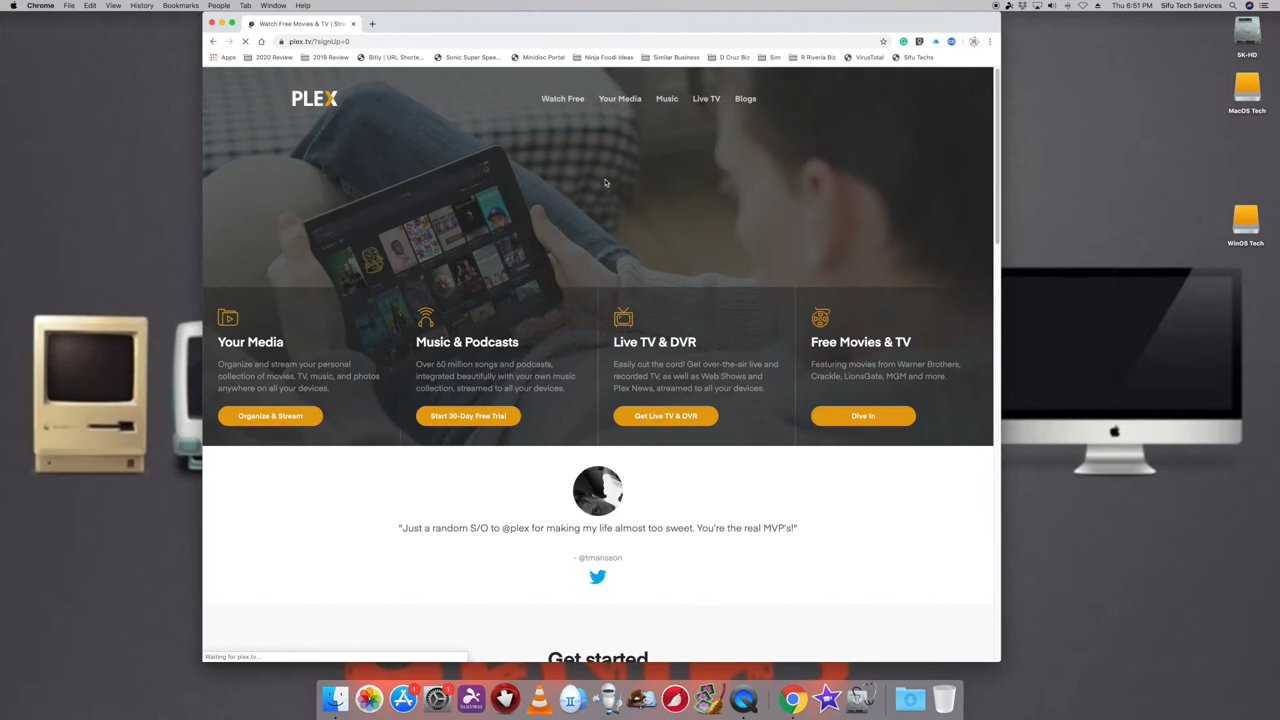 Chrome File Edit View History Bookmarks People Tab Window Help
Thu 6:51 PM Sifu Tech Services
Watch Free Movies & TV | Stre
plex.tv/?signUp=0
Apps 2020 Review 2019 Review Bitly | URL Shorte... Sonic Super Spee... Minidisc Portal Ninja Foodi Ideas Similar Business D Cruz Biz Sim R Riveria Biz VirusTotal Sifu Techs
SK-HD
MacOS Tech
WinOS Tech
PLEX
Watch Free Your Media Music Live TV Blogs
Your Media
Organize and stream your personal
collection of movies, TV, music, and photos
anywhere on all your devices.
Organize & Stream
Music & Podcasts
Over 60 million songs and podcasts,
integrated beautifully with your own music
collection, streamed to all your devices.
Start 30-Day Free Trial
Live TV & DVR
Easily cut the cord! Get over-the-air live and
recorded TV, as well as Web Shows and
Plex News, streamed to all your devices.
Get Live TV & DVR
Free Movies & TV
Featuring movies from Warner Brothers,
Crackle, LionsGate, MGM and more.
Dive In
"Just a random S/O to @plex for making my life almost too sweet. You're the real MVP's!"
- @tmansson
Get started
Waiting for plex.tv...
1
1
business